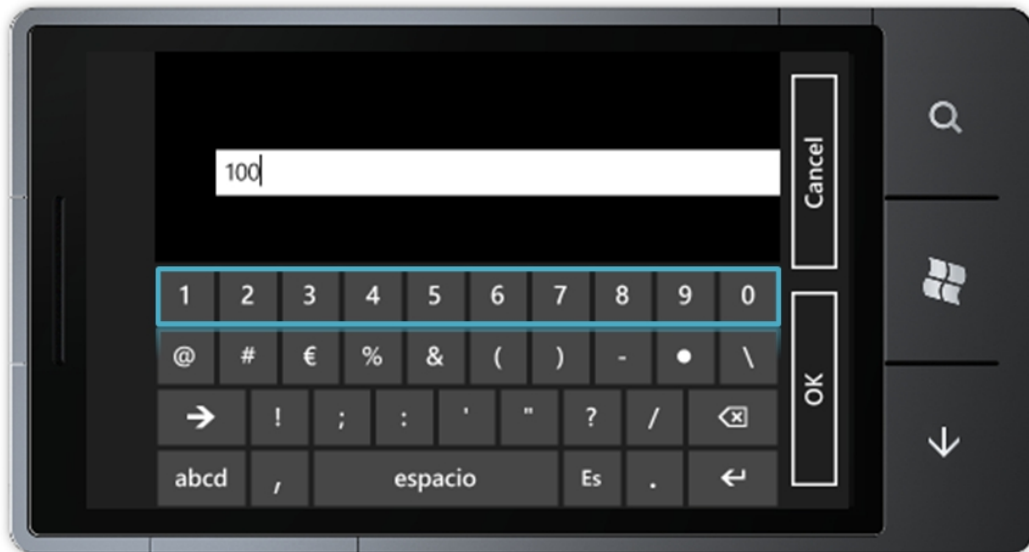 100
Cancel
1 2 3 4 5 6 7 8 9 0
@ # € % & ( ) - ● \
→ ! ; : ' " ? /
OK
abcd , espacio Es .